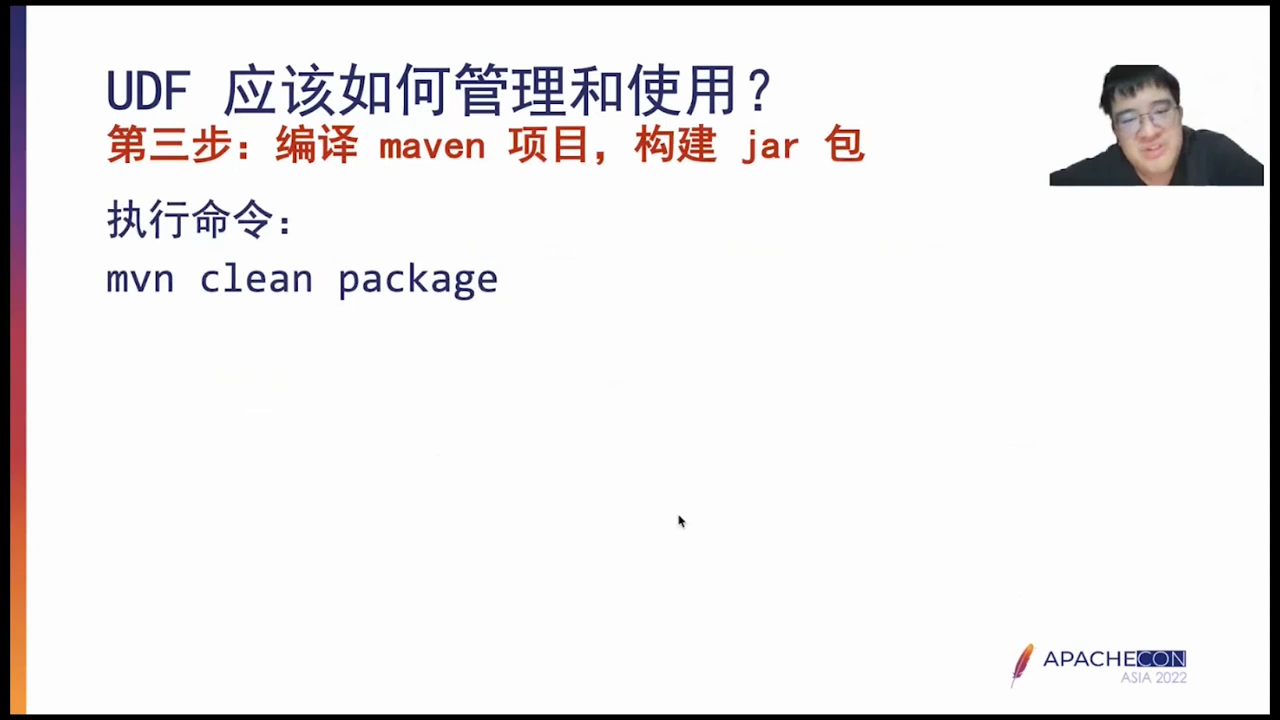 UDF 应该如何管理和使用？
第三步：编译 maven 项目，构建 jar 包
执行命令：
mvn clean package
APACHECON
ASIA 2022